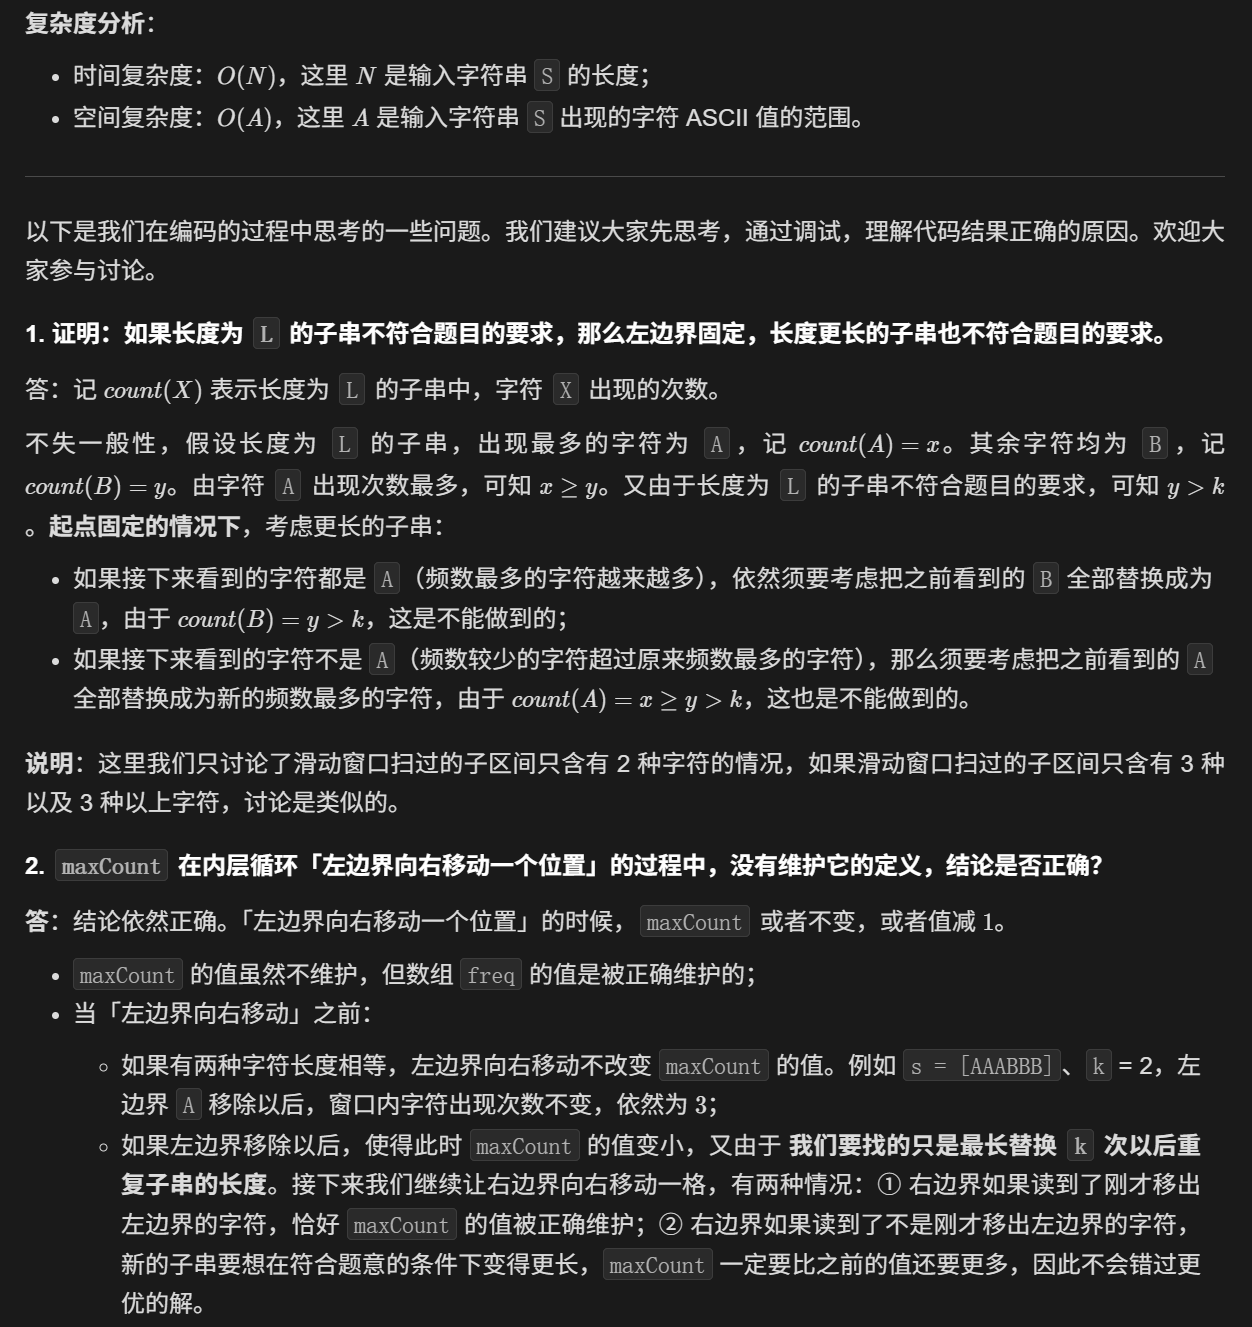 复杂度分析：
• 时间复杂度：O(N)，这里 N 是输入字符串 S 的长度；
• 空间复杂度：O(A)，这里 A 是输入字符串 S 出现的字符 ASCII 值的范围。
以下是我们在编码的过程中思考的一些问题。我们建议大家先思考，通过调试，理解代码结果正确的原因。欢迎大
家参与讨论。
1. 证明：如果长度为 L 的子串不符合题目的要求，那么左边界固定，长度更长的子串也不符合题目的要求。
答：记 count(X) 表示长度为 L 的子串中，字符 X 出现的次数。
不失一般性，假设长度为 L 的子串，出现最多的字符为 A，记 count(A) = x。其余字符均为 B，记
count(B) = y。由字符 A 出现次数最多，可知 x ≥ y。又由于长度为 L 的子串不符合题目的要求，可知 y > k
。起点固定的情况下，考虑更长的子串：
• 如果接下来看到的字符都是 A（频数最多的字符越来越多），依然须要考虑把之前看到的 B 全部替换成为
A，由于 count(B) = y > k，这是不能做到的；
• 如果接下来看到的字符不是 A（频数较少的字符超过原来频数最多的字符），那么须要考虑把之前看到的 A
全部替换成为新的频数最多的字符，由于 count(A) = x ≥ y > k，这也是不能做到的。
说明：这里我们只讨论了滑动窗口扫过的子区间只含有 2 种字符的情况，如果滑动窗口扫过的子区间只含有 3 种
以及 3 种以上字符，讨论是类似的。
2. maxCount 在内层循环「左边界向右移动一个位置」的过程中，没有维护它的定义，结论是否正确？
答：结论依然正确。「左边界向右移动一个位置」的时候，maxCount 或者不变，或者值减 1。
• maxCount 的值虽然不维护，但数组 freq 的值是被正确维护的；
• 当「左边界向右移动」之前：
◦ 如果有两种字符长度相等，左边界向右移动不改变 maxCount 的值。例如 s = [AAABBB]、k = 2，左
边界 A 移除以后，窗口内字符出现次数不变，依然为 3；
◦ 如果左边界移除以后，使得此时 maxCount 的值变小，又由于 我们要找的只是最长替换 k 次以后重
复子串的长度。接下来我们继续让右边界向右移动一格，有两种情况：① 右边界如果读到了刚才移出
左边界的字符，恰好 maxCount 的值被正确维护；② 右边界如果读到了不是刚才移出左边界的字符，
新的子串要想在符合题意的条件下变得更长，maxCount 一定要比之前的值还要更多，因此不会错过更
优的解。